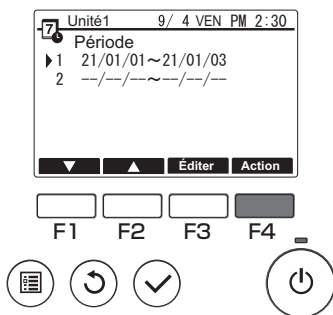 7 Unité1 9/ 4 VEN PM 2:30
Période
1 21/01/01～21/01/03
2 --/--/--～--/--/--
Éditer Action
F1 F2 F3 F4